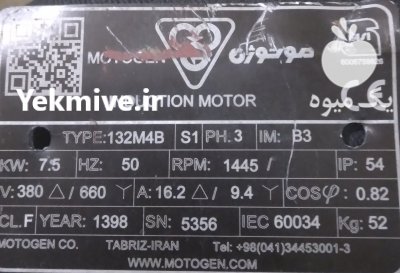 MOTOGEN موتوژن
Yekmive.ir INDUCTION MOTOR یک میوه
TYPE:132M4B S1 PH. 3 IM: B3
KW: 7.5 HZ: 50 RPM: 1445 / IP: 54
V: 380 △ / 660 Y A: 16.2 △ / 9.4 Y COSφ: 0.82
CL.F YEAR: 1398 SN: 5356 IEC 60034 Kg: 52
MOTOGEN CO. TABRIZ-IRAN Tel: +98(041)34453001-3
WWW.MOTOGEN.COM